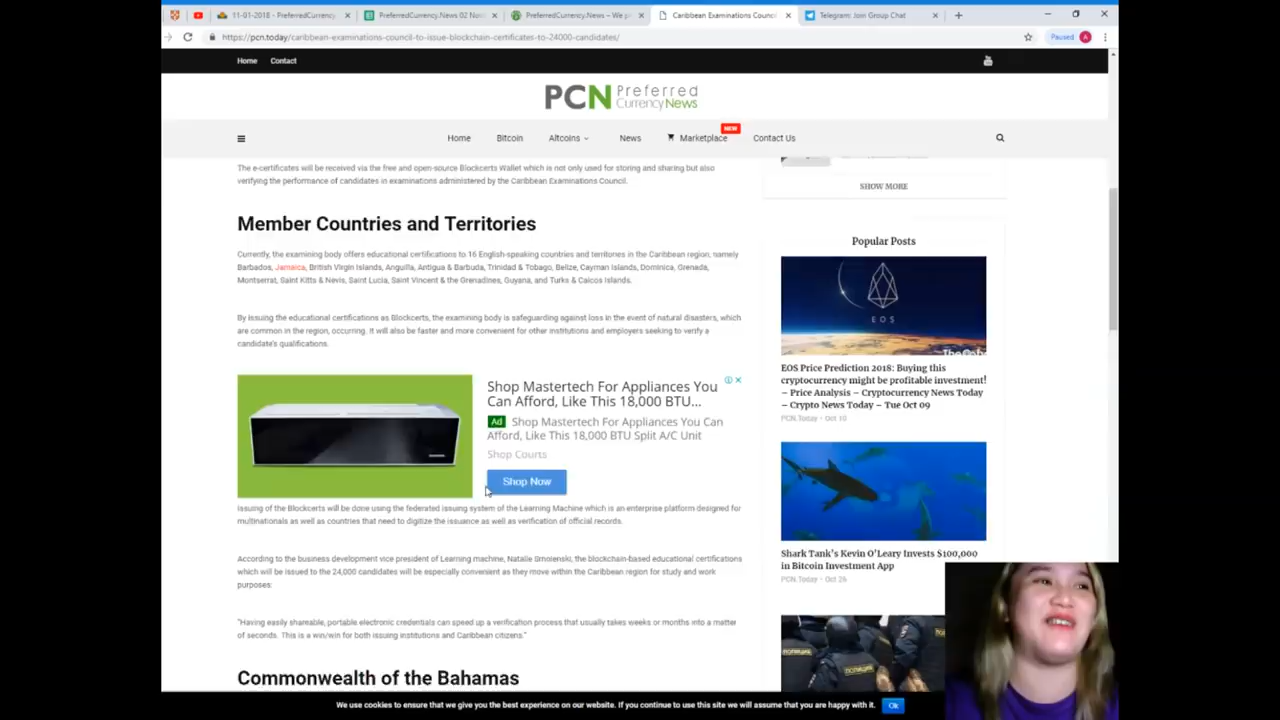 11-01-2018 - PreferredCurrency
PreferredCurrency.News 02 Nov
PreferredCurrency.News – We p
Caribbean Examinations Council
Telegram: Join Group Chat
https://pcn.today/caribbean-examinations-council-to-issue-blockchain-certificates-to-24000-candidates/
Paused
A
Home
Contact
PCN Preferred CurrencyNews
Home
Bitcoin
Altcoins
News
Marketplace
NEW
Contact Us
The e-certificates will be received via the free and open-source Blockcerts Wallet which is not only used for storing and sharing but also
verifying the performance of candidates in examinations administered by the Caribbean Examinations Council.
Member Countries and Territories
Currently, the examining body offers educational certifications to 16 English-speaking countries and territories in the Caribbean region, namely
Barbados, Jamaica, British Virgin Islands, Anguilla, Antigua & Barbuda, Trinidad & Tobago, Belize, Cayman Islands, Dominica, Grenada,
Montserrat, Saint Kitts & Nevis, Saint Lucia, Saint Vincent & the Grenadines, Guyana, and Turks & Caicos Islands.
By issuing the educational certifications as Blockcerts, the examining body is safeguarding against loss in the event of natural disasters, which
are common in the region, occurring. It will also be faster and more convenient for other institutions and employers seeking to verify a
candidate's qualifications.
Shop Mastertech For Appliances You
Can Afford, Like This 18,000 BTU...
Ad Shop Mastertech For Appliances You Can
Afford, Like This 18,000 BTU Split A/C Unit
Shop Courts
Shop Now
Issuing of the Blockcerts will be done using the federated issuing system of the Learning Machine which is an enterprise platform designed for
multinationals as well as countries that need to digitize the issuance as well as verification of official records.
According to the business development vice president of Learning machine, Natalie Smolenski, the blockchain-based educational certifications
which will be issued to the 24,000 candidates will be especially convenient as they move within the Caribbean region for study and work
purposes:
"Having easily shareable, portable electronic credentials can speed up a verification process that usually takes weeks or months into a matter
of seconds. This is a win/win for both issuing institutions and Caribbean citizens."
Commonwealth of the Bahamas
SHOW MORE
Popular Posts
EOS
EOS Price Prediction 2018: Buying this
cryptocurrency might be profitable investment!
– Price Analysis – Cryptocurrency News Today
– Crypto News Today – Tue Oct 09
PCN.Today - Oct 10
Shark Tank's Kevin O'Leary Invests $100,000
in Bitcoin Investment App
PCN.Today - Oct 26
ПОЛИЦИЯ
ПОЛИЦИЯ
We use cookies to ensure that we give you the best experience on our website. If you continue to use this site we will assume that you are happy with it.
Ok